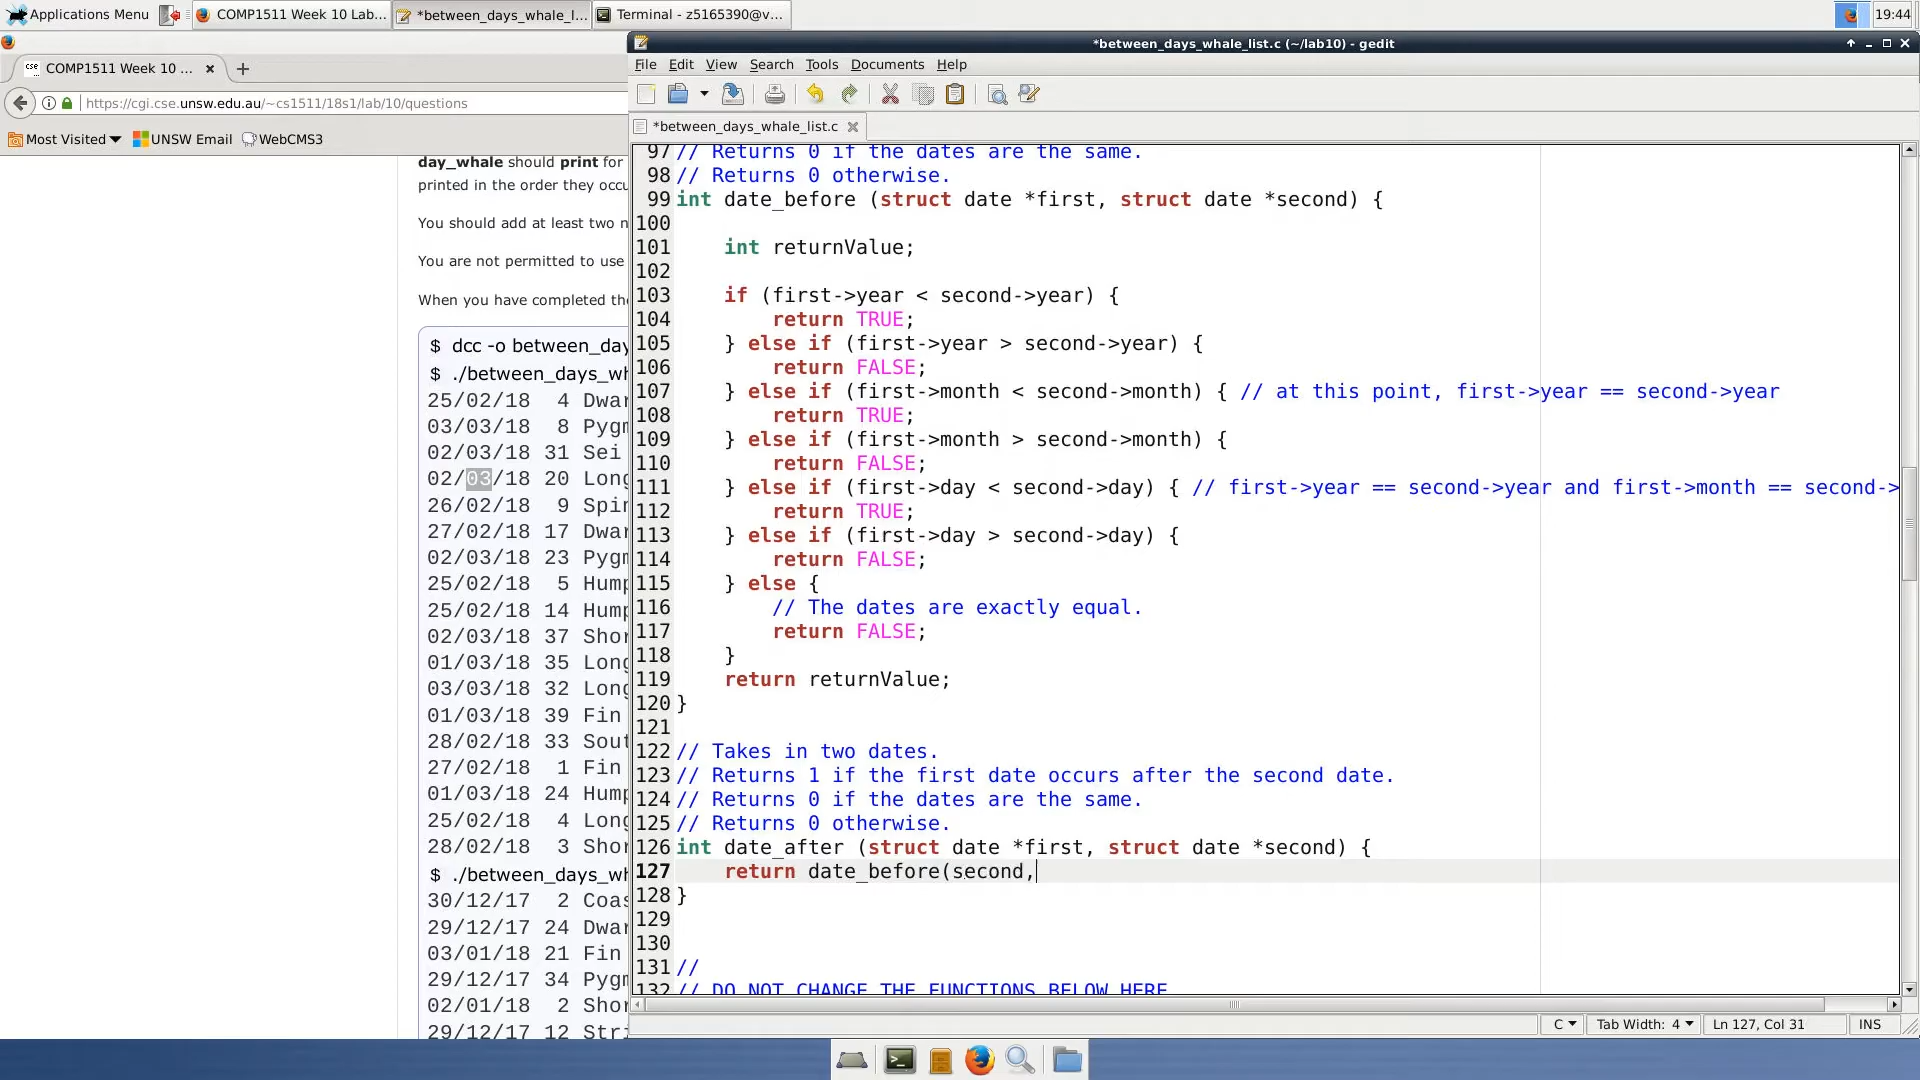 Applications Menu
COMP1511 Week 10 Lab...
*between_days_whale_l...
Terminal - z5165390@v...
19:44
*between_days_whale_list.c (~/lab10) - gedit
COMP1511 Week 10 ...
File Edit View Search Tools Documents Help
https://cgi.cse.unsw.edu.au/~cs1511/18s1/lab/10/questions
*between_days_whale_list.c
Most Visited UNSW Email WebCMS3
day_whale should print for
printed in the order they occu
You should add at least two n
You are not permitted to use
When you have completed the
$ dcc -o between_day
$ ./between_days_wh
25/02/18 4 Dwar
03/03/18 8 Pygm
02/03/18 31 Sei
02/03/18 20 Long
26/02/18 9 Spin
27/02/18 17 Dwar
02/03/18 23 Pygm
25/02/18 5 Hump
25/02/18 14 Hump
02/03/18 37 Shor
01/03/18 35 Long
03/03/18 32 Long
01/03/18 39 Fin
28/02/18 33 Sout
27/02/18 1 Fin
01/03/18 24 Hump
25/02/18 4 Long
28/02/18 3 Shor
$ ./between_days_wh
30/12/17 2 Coas
29/12/17 24 Dwar
03/01/18 21 Fin
29/12/17 34 Pygm
02/01/18 2 Shor
29/12/17 12 Stri
97 // Returns 0 if the dates are the same.
98 // Returns 0 otherwise.
99 int date_before (struct date *first, struct date *second) {
100
101 int returnValue;
102
103 if (first->year < second->year) {
104 return TRUE;
105 } else if (first->year > second->year) {
106 return FALSE;
107 } else if (first->month < second->month) { // at this point, first->year == second->year
108 return TRUE;
109 } else if (first->month > second->month) {
110 return FALSE;
111 } else if (first->day < second->day) { // first->year == second->year and first->month == second->
112 return TRUE;
113 } else if (first->day > second->day) {
114 return FALSE;
115 } else {
116 // The dates are exactly equal.
117 return FALSE;
118 }
119 return returnValue;
120 }
121
122 // Takes in two dates.
123 // Returns 1 if the first date occurs after the second date.
124 // Returns 0 if the dates are the same.
125 // Returns 0 otherwise.
126 int date_after (struct date *first, struct date *second) {
127 return date_before(second,
128 }
129
130
131 //
132 // DO NOT CHANGE THE FUNCTIONS BELOW HERE
C Tab Width: 4 Ln 127, Col 31 INS